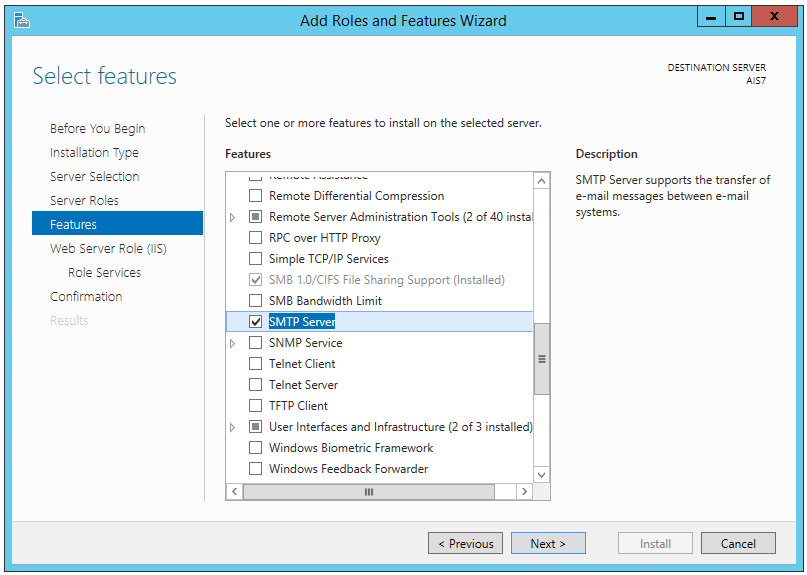 Add Roles and Features Wizard
Select features
DESTINATION SERVER
AIS7
Before You Begin
Installation Type
Server Selection
Server Roles
Features
Web Server Role (IIS)
Role Services
Confirmation
Results
Select one or more features to install on the selected server.
Features
Remote Assistance
Remote Differential Compression
Remote Server Administration Tools (2 of 40 instal
RPC over HTTP Proxy
Simple TCP/IP Services
SMB 1.0/CIFS File Sharing Support (Installed)
SMB Bandwidth Limit
SMTP Server
SNMP Service
Telnet Client
Telnet Server
TFTP Client
User Interfaces and Infrastructure (2 of 3 installed)
Windows Biometric Framework
Windows Feedback Forwarder
Description
SMTP Server supports the transfer of
e-mail messages between e-mail
systems.
< Previous
Next >
Install
Cancel